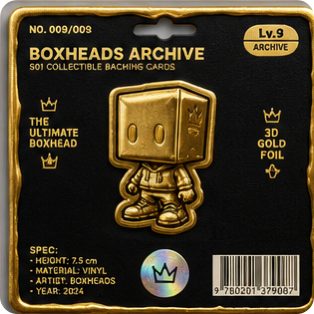 NO. 009/009
Lv.9
ARCHIVE
BOXHEADS ARCHIVE
S01 COLLECTIBLE BACHING CARDS
THE
ULTIMATE
BOXHEAD
3D
GOLD
FOIL
SPEC:
• HEIGHT: 7.5 cm
• MATERIAL: VINYL
• ARTIST: BOXHEADS
• YEAR: 2024
9 780201 379087